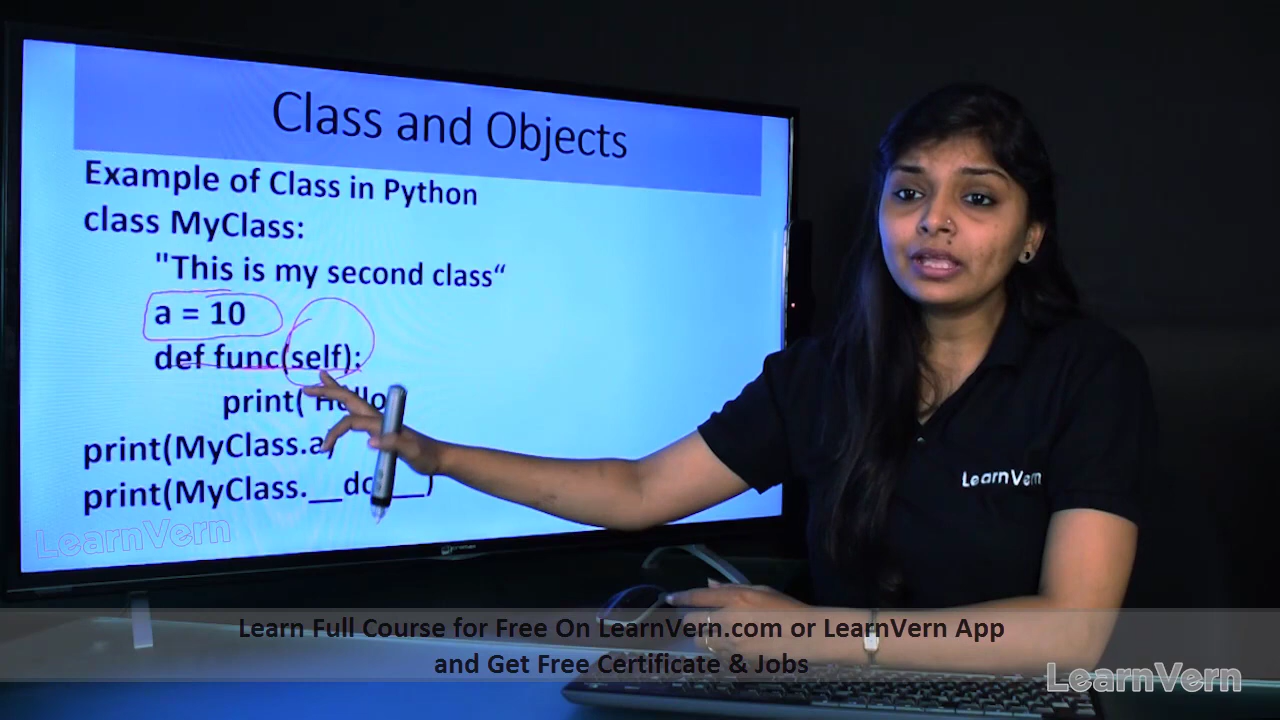 Class and Objects
Example of Class in Python
class MyClass:
"This is my second class“
a = 10
def func(self):
print(
print(MyClass.a)
print(MyClass.__
LearnVern
LearnVern
Learn Full Course for Free On LearnVern.com or LearnVern App
and Get Free Certificate & Jobs
LearnVern